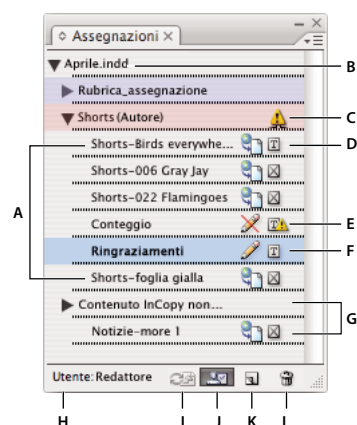 Assegnazioni
Aprile.indd
B
Rubrica_assegnazione
Shorts (Autore)
C
Shorts-Birds everywhe...
T
D
Shorts-006 Gray Jay
A
Shorts-022 Flamingoes
Conteggio
T
E
Ringraziamenti
T
F
Shorts-foglia gialla
Contenuto InCopy non...
G
Notizie-more 1
Utente: Redattore
H
I
J
K
L